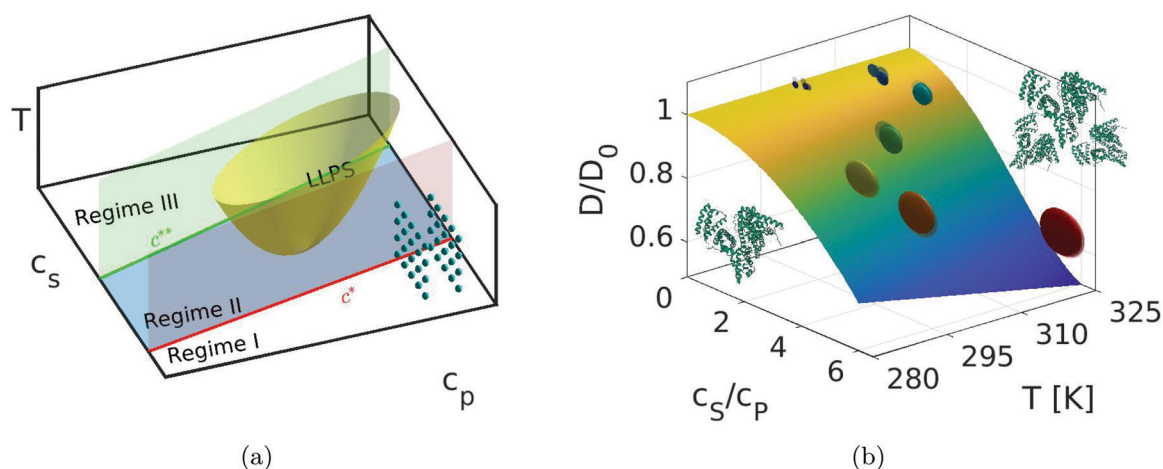 T
Regime III
c**
LLPS
c_s
Regime II
c*
Regime I
c_p
(a)
D/D_0
1
0.8
0.6
0
2
4
6
280
295
310
325
c_S/c_P
T [K]
(b)